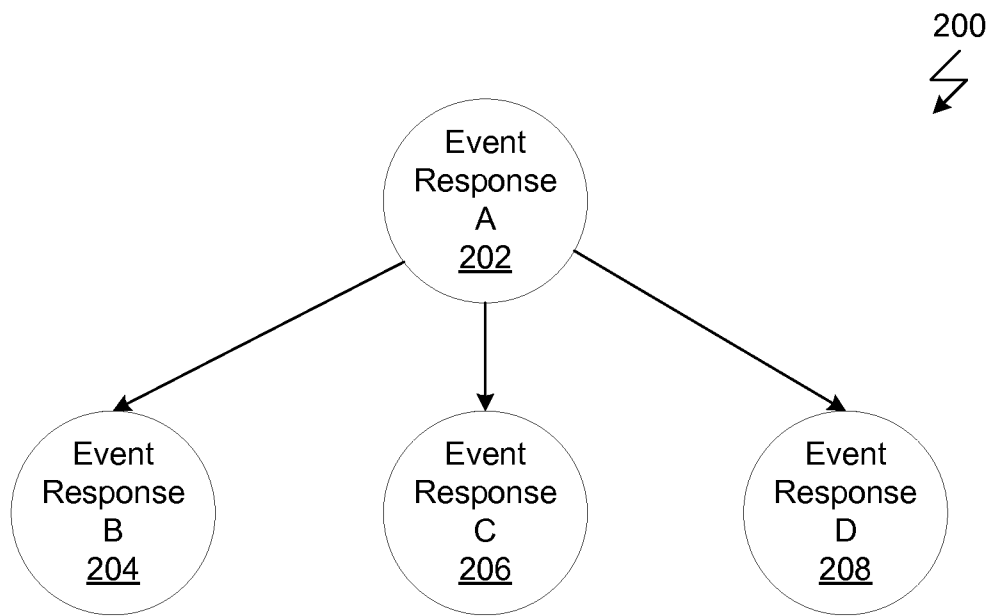 200
Event
Response
A
202
Event
Response
B
204
Event
Response
C
206
Event
Response
D
208